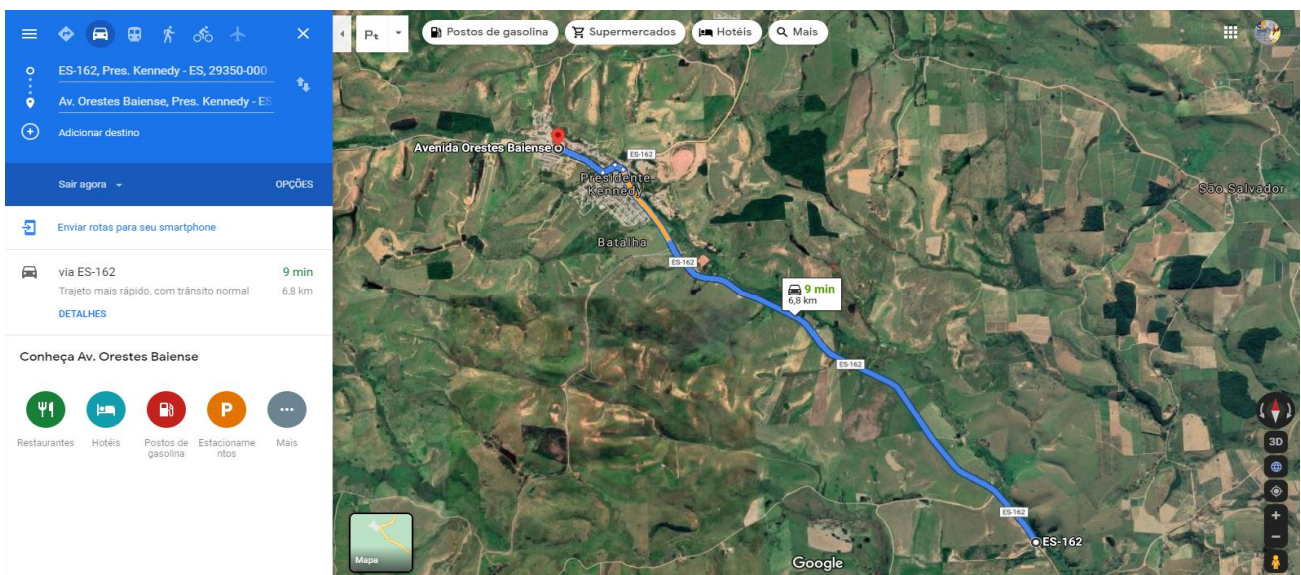 ES-162, Pres. Kennedy - ES, 29350-000
Av. Orestes Baiense, Pres. Kennedy - ES
Adicionar destino
Sair agora
OPÇÕES
Enviar rotas para seu smartphone
via ES-162
9 min
Trajeto mais rápido, com trânsito normal
6,8 km
DETALHES
Conheça Av. Orestes Baiense
Restaurantes
Hotéis
Postos de
gasolina
Estacioname
ntos
Mais
P
Mapa
Postos de gasolina
Supermercados
Hotéis
Mais
Avenida Orestes Baiense
ES-162
Presidente
Kennedy
São Salvador
Batalha
ES-162
9 min
6,8 km
ES-162
ES-162
ES-162
3D
Google